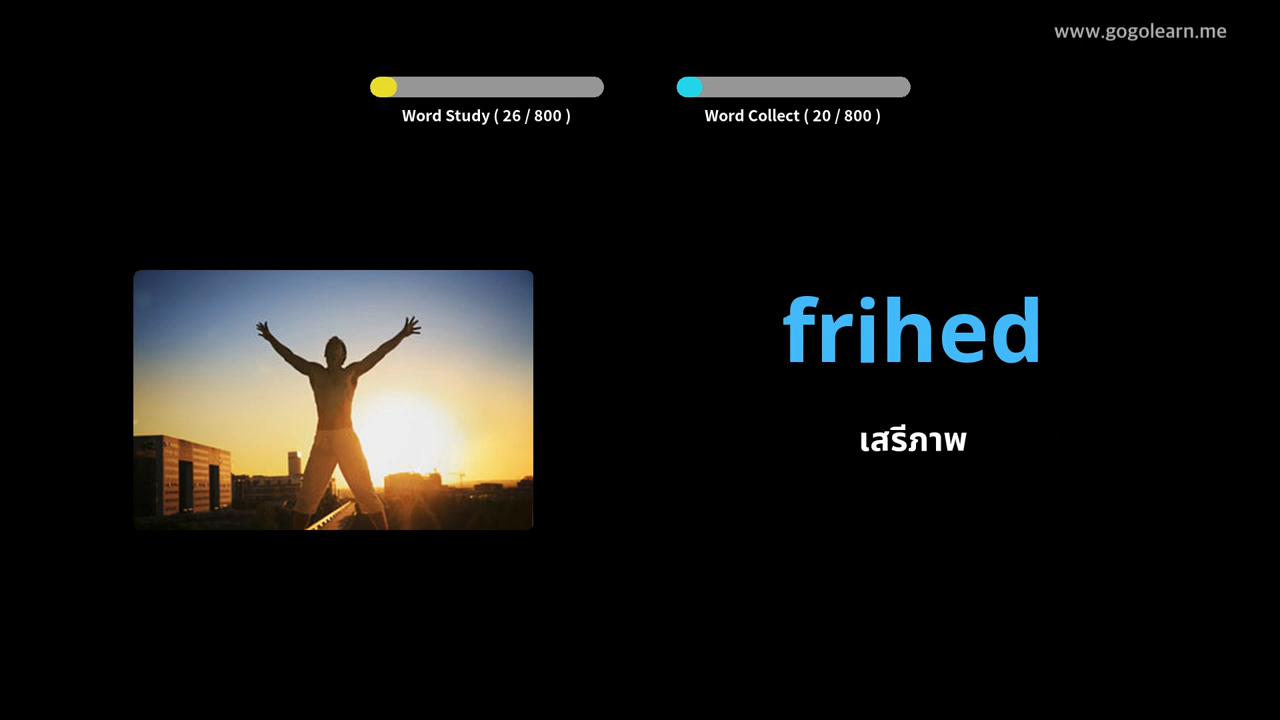 www.gogolearn.me
Word Study ( 26 / 800 )
Word Collect ( 20 / 800 )
frihed
เสรีภาพ